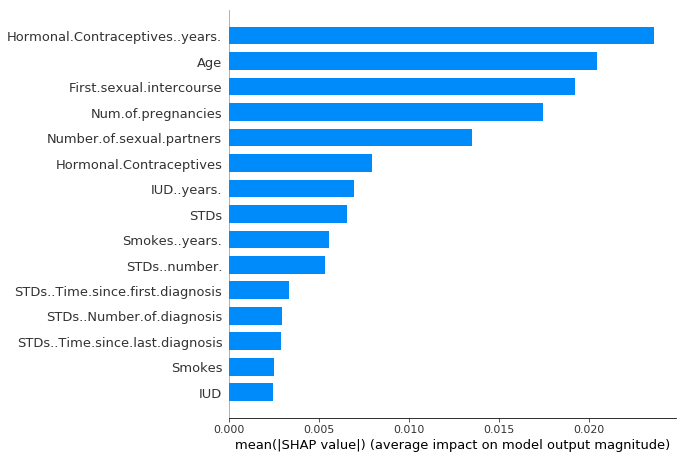 Hormonal.Contraceptives..years.
Age
First.sexual.intercourse
Num.of.pregnancies
Number.of.sexual.partners
Hormonal.Contraceptives
IUD..years.
STDs
Smokes..years.
STDs..number.
STDs..Time.since.first.diagnosis
STDs..Number.of.diagnosis
STDs..Time.since.last.diagnosis
Smokes
IUD
0.000 0.005 0.010 0.015 0.020
mean(|SHAP value|) (average impact on model output magnitude)